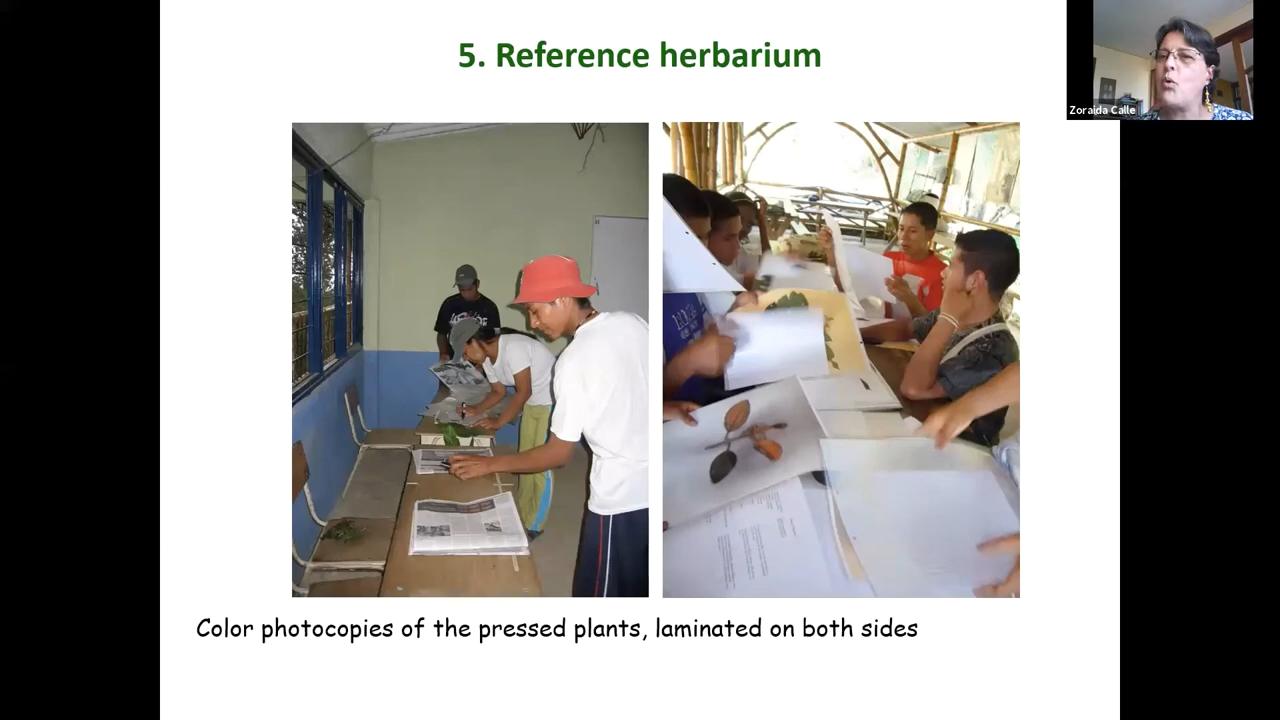 5. Reference herbarium
Zoraida Calle
Color photocopies of the pressed plants, laminated on both sides